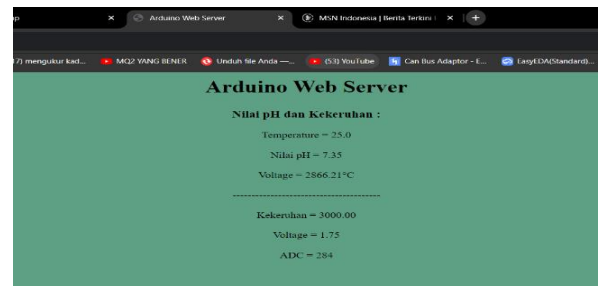 Arduino Web Server
MSN Indonesia | Berita Terkini
7) mengukur kad...
MQ2 YANG BENER
Unduh file Anda —...
(53) YouTube
Can Bus Adaptor - E...
EasyEDA(Standard)...
Arduino Web Server
Nilai pH dan Kekeruhan :
Temperature = 25.0
Nilai pH = 7.35
Voltage = 2866.21°C
------------------------------------
Kekeruhan = 3000.00
Voltage = 1.75
ADC = 284